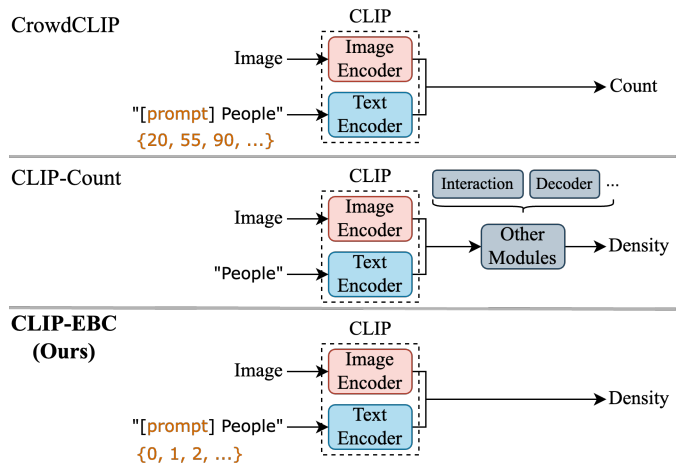 CrowdCLIP
CLIP
Image
Image
Encoder
"[prompt] People"
{20, 55, 90, ...}
Text
Encoder
Count
CLIP-Count
CLIP
Interaction
Decoder
...
Image
Image
Encoder
"People"
Text
Encoder
Other
Modules
Density
CLIP-EBC
(Ours)
CLIP
Image
Image
Encoder
"[prompt] People"
{0, 1, 2, ...}
Text
Encoder
Density